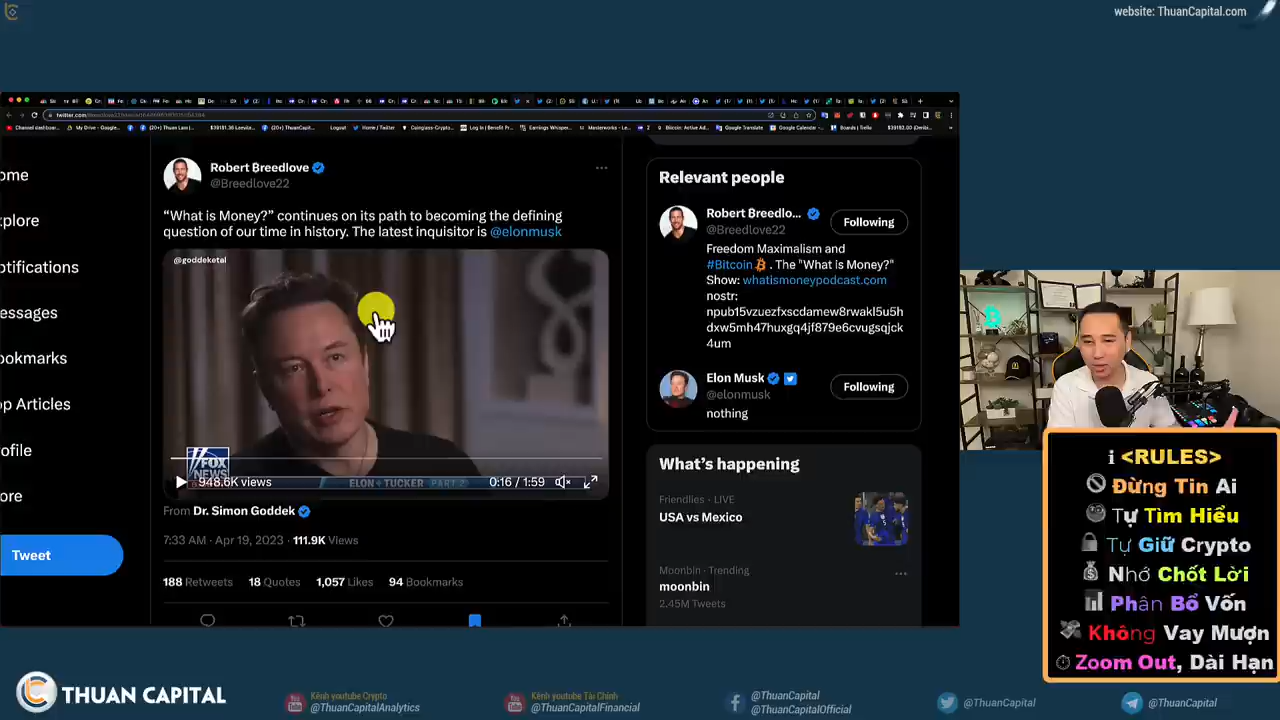 website: ThuanCapital.com
Robert Breedlove
@Breedlove22
“What is Money?” continues on its path to becoming the defining
question of our time in history. The latest inquisitor is @elonmusk
@goddeketal
FOX
NEWS
948.6K views
ELON + TUCKER PART 2
0:16 / 1:59
From Dr. Simon Goddek
7:33 AM · Apr 19, 2023 · 111.9K Views
188 Retweets 18 Quotes 1,057 Likes 94 Bookmarks
ome
xplore
otifications
essages
ookmarks
op Articles
rofile
ore
Tweet
Relevant people
Robert Breedlo...
@Breedlove22
Following
Freedom Maximalism and
#Bitcoin . The "What is Money?"
Show: whatismoneypodcast.com
nostr:
npub15vzuezfxscdamew8rwakl5u5h
dxw5mh47huxgq4jf879e6cvugsqjck
4um
Elon Musk
@elonmusk
Following
nothing
What’s happening
Friendlies · LIVE
USA vs Mexico
Moonbin · Trending
moonbin
2.45M Tweets
<RULES>
Đừng Tin Ai
Tự Tìm Hiểu
Tự Giữ Crypto
Nhớ Chốt Lời
Phân Bổ Vốn
Không Vay Mượn
Zoom Out, Dài Hạn
THUAN CAPITAL
Kênh youtube Crypto
@ThuanCapitalAnalytics
Kênh youtube Tài Chính
@ThuanCapitalFinancial
@ThuanCapital
@ThuanCapitalOfficial
@ThuanCapital
@ThuanCapital